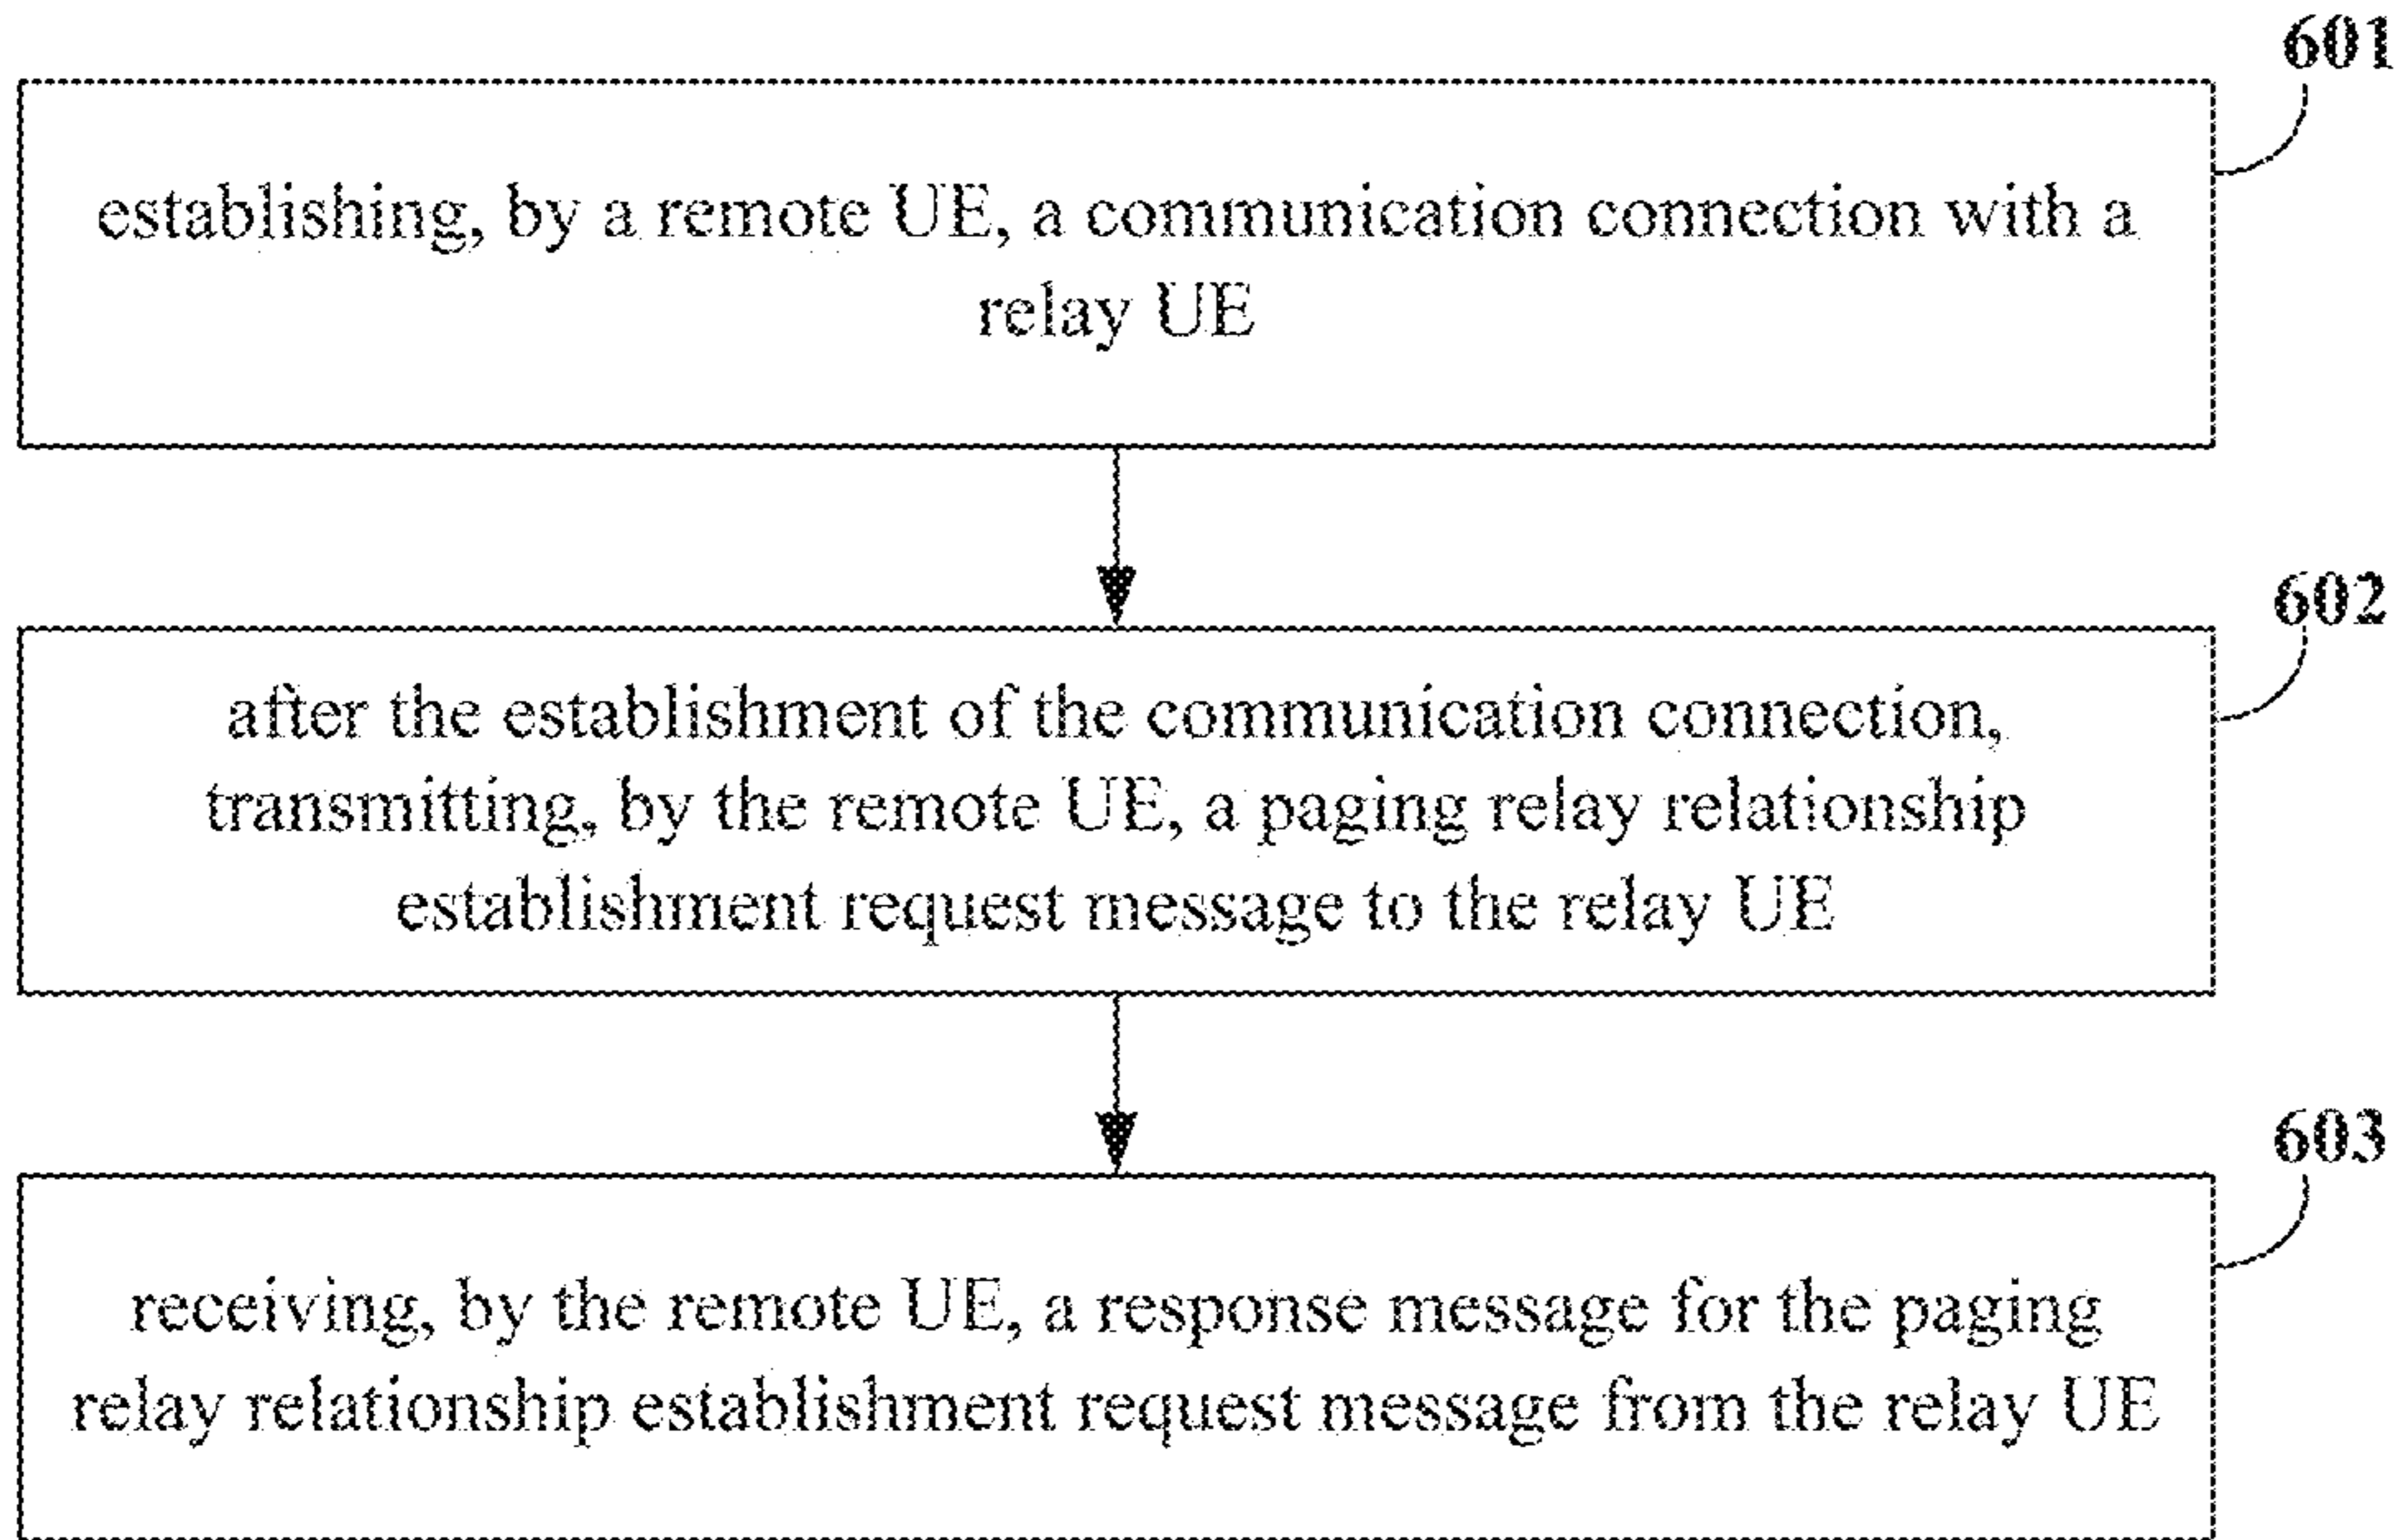 601
establishing, by a remote UE, a communication connection with a
relay UE
602
after the establishment of the communication connection,
transmitting, by the remote UE, a paging relay relationship
establishment request message to the relay UE
603
receiving, by the remote UE, a response message for the paging
relay relationship establishment request message from the relay UE